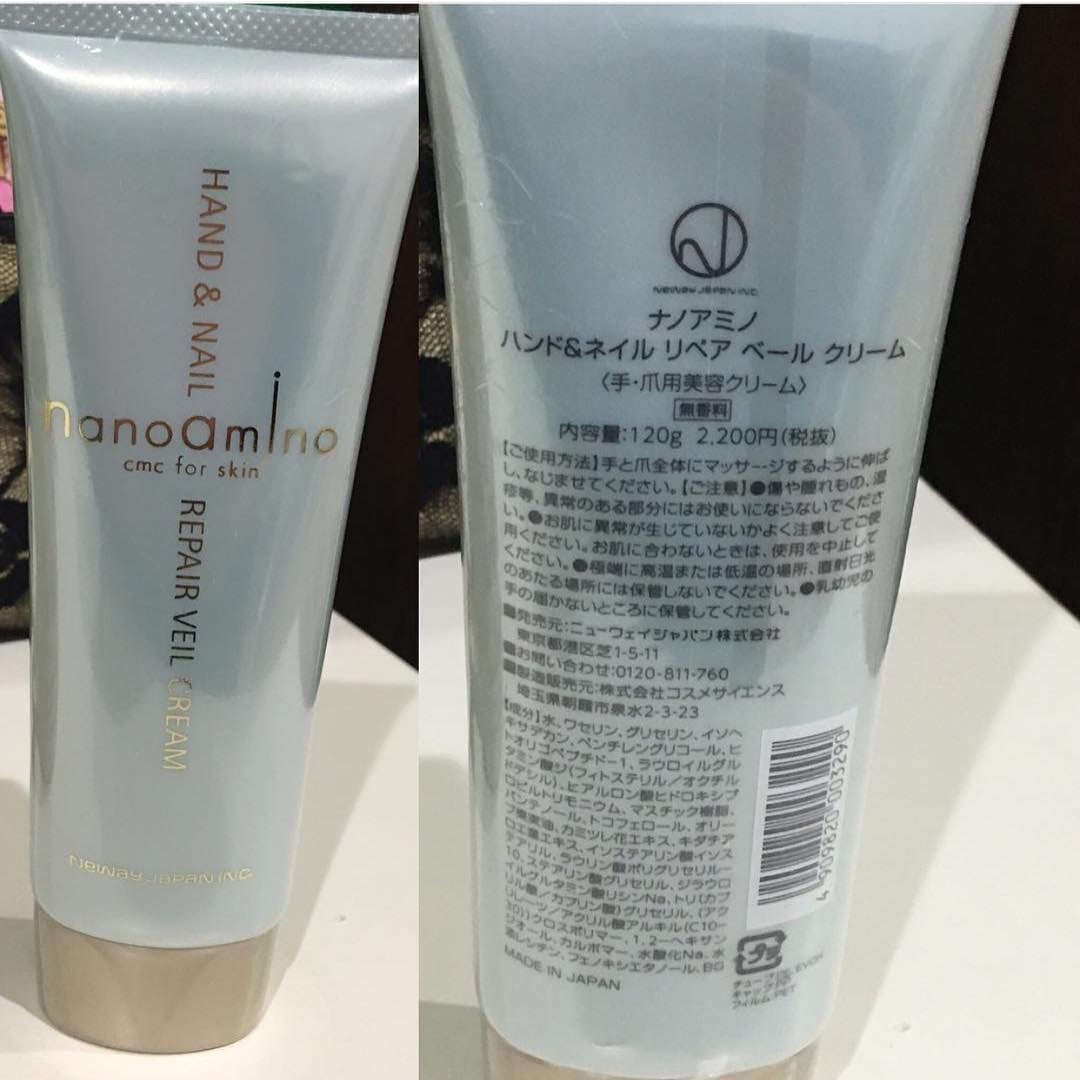 HAND & NAIL
nanoamino
cmc for skin
REPAIR VEIL CREAM
Neway JAPAN INC.
Neway JAPAN INC.
ナノアミノ
ハンド&ネイル リペア ベール クリーム
〈手・爪用美容クリーム〉
無香料
内容量:120g 2,200円(税抜)
【ご使用方法】手と爪全体にマッサージするように伸ば
し、なじませてください。【ご注意】●傷や腫れもの、湿
疹等、異常のある部分にはお使いにならないでくださ
い。●お肌に異常が生じていないかよく注意してご使
用ください。お肌に合わないときは、使用を中止して
ください。●極端に高温または低温の場所、直射日光
のあたる場所には保管しないでください。●乳幼児の
手の届かないところに保管してください。
■発売元:ニューウェイジャパン株式会社
東京都港区芝1-5-11
■お問い合わせ:0120-811-760
■製造販売元:株式会社コスメサイエンス
埼玉県朝霞市泉水2-3-23
【成分】水、ワセリン、グリセリン、イソヘ
キサデカン、ペンチレングリコール、ヒ
トオリゴペプチド-1、ラウロイルグル
タミン酸ジ(フィトステリル/オクチル
ドデシル)、ヒアルロン酸ヒドロキシプ
ロピルトリモニウム、マスチック樹脂、
パンテノール、トコフェロール、オリー
ブ果実油、カミツレ花エキス、キダチア
ロエ葉エキス、イソステアリン酸イソス
テアリル、ラウリン酸ポリグリセリル-
10、ステアリン酸グリセリル、ジラウロ
イルグルタミン酸リシンNa、トリ(カプ
リル酸/カプリン酸)グリセリル、(アク
リレーツ/アクリル酸アルキル(C10-
30))クロスポリマー、1,2-ヘキサン
ジオール、カルボマー、水酸化Na、水
添レシチン、フェノキシエタノール、BG
MADE IN JAPAN
4 909820 003290
プラ
チューブ:PE,EVOH
キャップ:PP
フィルム:PET